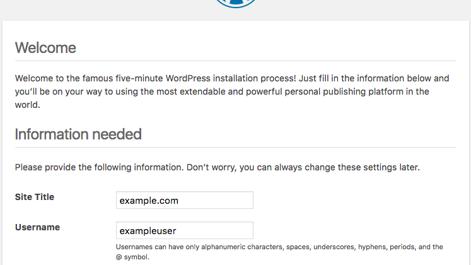 Welcome
Welcome to the famous five-minute WordPress installation process! Just fill in the information below and
you'll be on your way to using the most extendable and powerful personal publishing platform in the
world.
Information needed
Please provide the following information. Don't worry, you can always change these settings later.
Site Title
example.com
Username
exampleuser
Usernames can have only alphanumeric characters, spaces, underscores, hyphens, periods, and the
@ symbol.